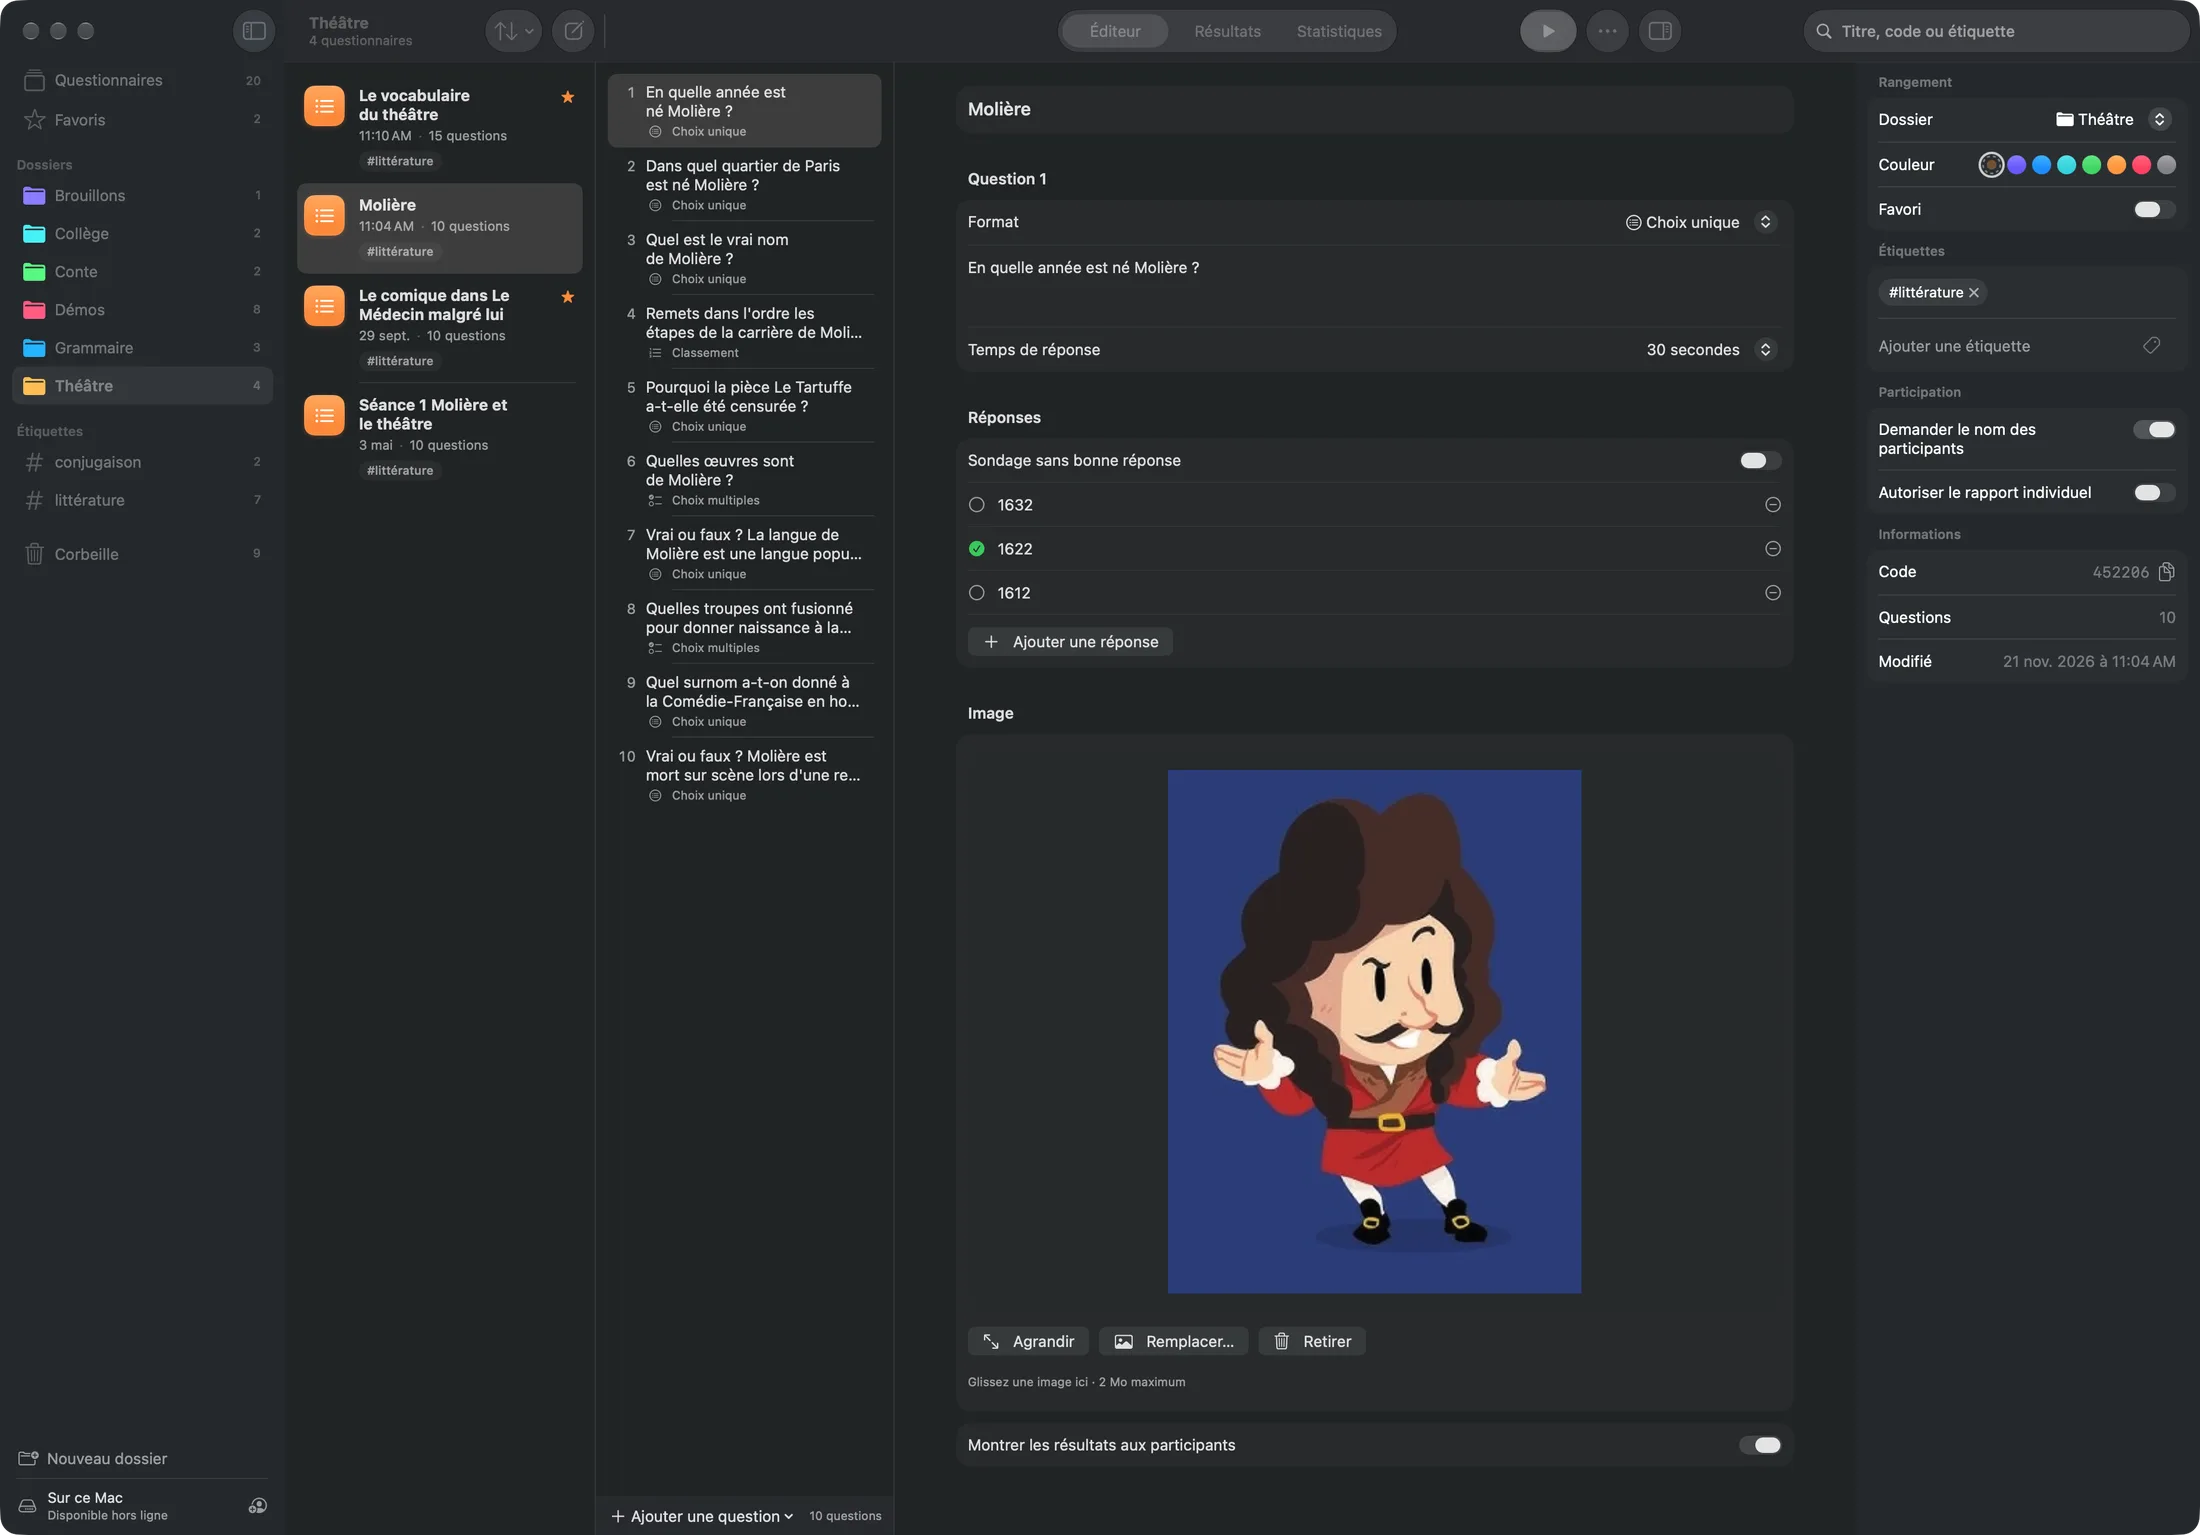 Questionnaires 20
Favoris 2
Dossiers
Brouillons 1
Collège 2
Conte 2
Démos 8
Grammaire 3
Théâtre 4
Étiquettes
conjugaison 2
littérature 7
Corbeille 9
Nouveau dossier
Sur ce Mac
Disponible hors ligne
Théâtre
4 questionnaires
Le vocabulaire
du théâtre
11:10 AM · 15 questions
#littérature
Molière
11:04 AM · 10 questions
#littérature
Le comique dans Le
Médecin malgré lui
29 sept. · 10 questions
#littérature
Séance 1 Molière et
le théâtre
3 mai · 10 questions
#littérature
1 En quelle année est
né Molière ?
Choix unique
2 Dans quel quartier de Paris
est né Molière ?
Choix unique
3 Quel est le vrai nom
de Molière ?
Choix unique
4 Remets dans l'ordre les
étapes de la carrière de Moli...
Classement
5 Pourquoi la pièce Le Tartuffe
a-t-elle été censurée ?
Choix unique
6 Quelles œuvres sont
de Molière ?
Choix multiples
7 Vrai ou faux ? La langue de
Molière est une langue popu...
Choix unique
8 Quelles troupes ont fusionné
pour donner naissance à la...
Choix multiples
9 Quel surnom a-t-on donné à
la Comédie-Française en ho...
Choix unique
10 Vrai ou faux ? Molière est
mort sur scène lors d'une re...
Choix unique
+ Ajouter une question 10 questions
Éditeur Résultats Statistiques
Molière
Question 1
Format Choix unique
En quelle année est né Molière ?
Temps de réponse 30 secondes
Réponses
Sondage sans bonne réponse
1632
1622
1612
+ Ajouter une réponse
Image
Agrandir Remplacer... Retirer
Glissez une image ici · 2 Mo maximum
Montrer les résultats aux participants
Titre, code ou étiquette
Rangement
Dossier Théâtre
Couleur
Favori
Étiquettes
#littérature
Ajouter une étiquette
Participation
Demander le nom des
participants
Autoriser le rapport individuel
Informations
Code 452206
Questions 10
Modifié 21 nov. 2026 à 11:04 AM